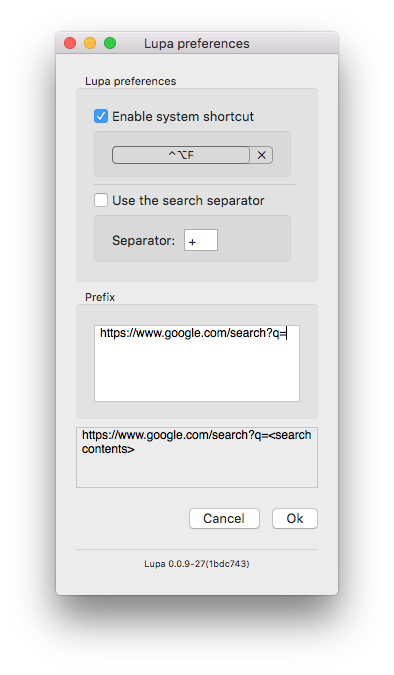 Lupa preferences
Lupa preferences
Enable system shortcut
^⌥F ×
Use the search separator
Separator: +
Prefix
https://www.google.com/search?q=
https://www.google.com/search?q=<search
contents>
Cancel Ok
Lupa 0.0.9-27(1bdc743)